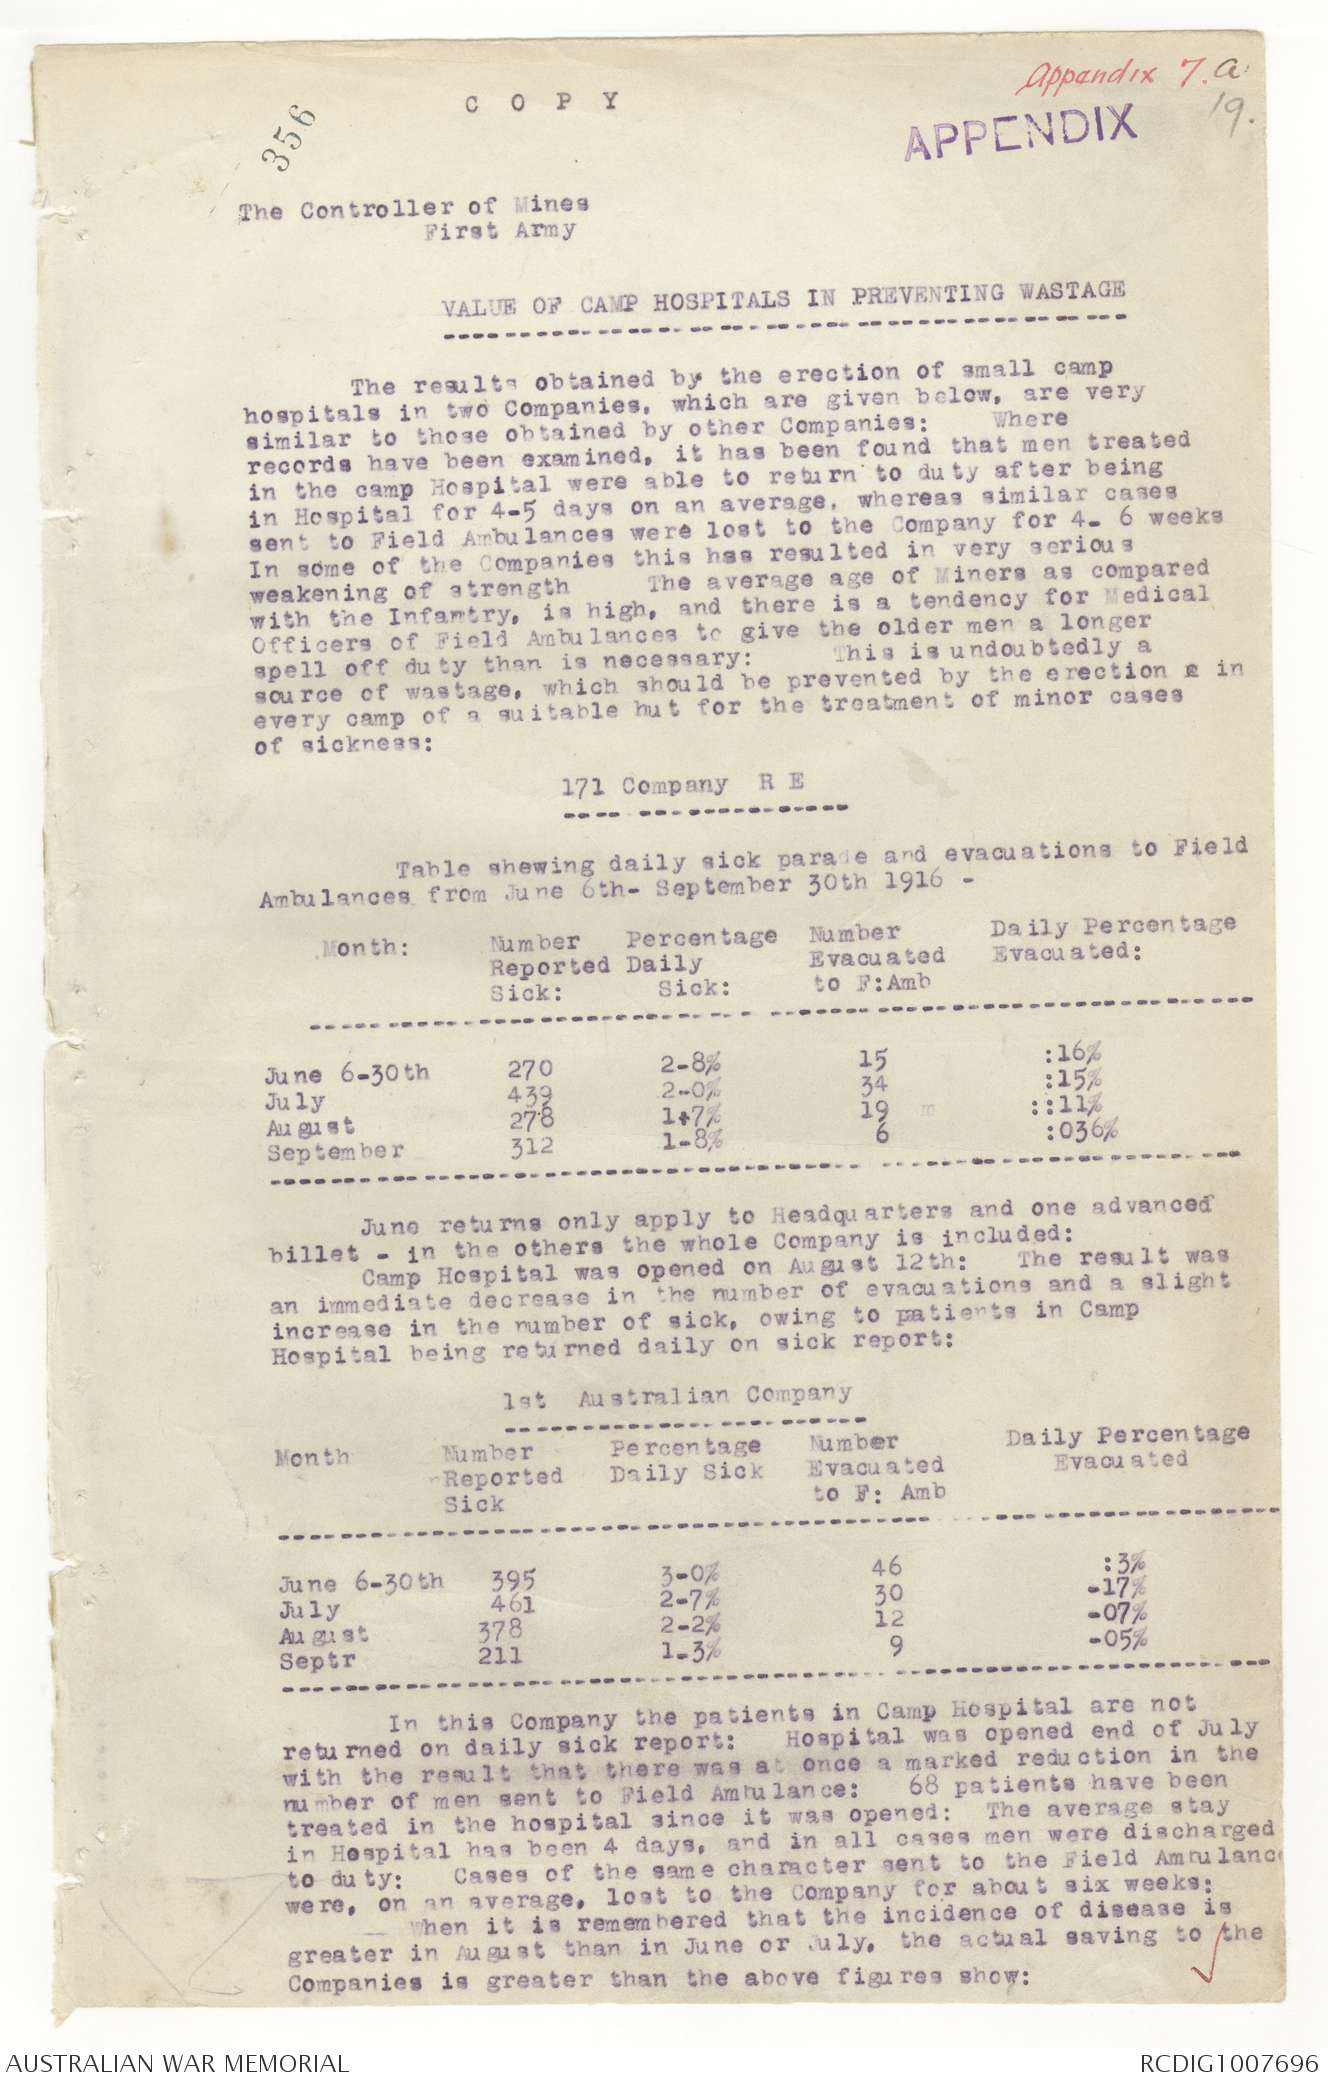 Appendix 7.a.
19.
C O P Y
APPENDIX
356
The Controller of Mines
First Army
VALUE OF CAMP HOSPITALS IN PREVENTING WASTAGE
The results obtained by the erection of small camp
hospitals in two Companies, which are given below, are very
similar to those obtained by other Companies: Where
records have been examined, it has been found that men treated
in the camp Hospital were able to return to duty after being
in Hospital for 4-5 days on an average, whereas similar cases
sent to Field Ambulances were lost to the Company for 4- 6 weeks
In some of the Companies this has resulted in very serious
weakening of strength The average age of Miners as compared
with the Infantry, is high, and there is a tendency for Medical
Officers of Field Ambulances to give the older men a longer
spell off duty than is necessary: This is undoubtedly a
source of wastage, which should be prevented by the erection in
every camp of a suitable hut for the treatment of minor cases
of sickness:
171 Company R E
Table shewing daily sick parade and evacuations to Field
Ambulances from June 6th- September 30th 1916 -
Month: Number Percentage Number Daily Percentage
Reported Daily Evacuated Evacuated:
Sick: Sick: to F:Amb
June 6-30th 270 2-8% 15 :16%
July 439 2-0% 34 :15%
August 278 1+7% 19 ::11%
September 312 1-8% 6 :036%
June returns only apply to Headquarters and one advanced
billet - in the others the whole Company is included:
Camp Hospital was opened on August 12th: The result was
an immediate decrease in the number of evacuations and a slight
increase in the number of sick, owing to patients in Camp
Hospital being returned daily on sick report:
1st Australian Company
Month Number Percentage Number Daily Percentage
Reported Daily Sick Evacuated Evacuated
Sick to F: Amb
June 6-30th 395 3-0% 46 :3%
July 461 2-7% 30 -17%
August 378 2-2% 12 -07%
Septr 211 1-3% 9 -05%
In this Company the patients in Camp Hospital are not
returned on daily sick report: Hospital was opened end of July
with the result that there was at once a marked reduction in the
number of men sent to Field Ambulance: 68 patients have been
treated in the hospital since it was opened: The average stay
in Hospital has been 4 days, and in all cases men were discharged
to duty: Cases of the same character sent to the Field Ambulanc
were, on an average, lost to the Company for about six weeks:
When it is remembered that the incidence of disease is
greater in August than in June or July, the actual saving to the
Companies is greater than the above figures show:
AUSTRALIAN WAR MEMORIAL
RCDIG1007696